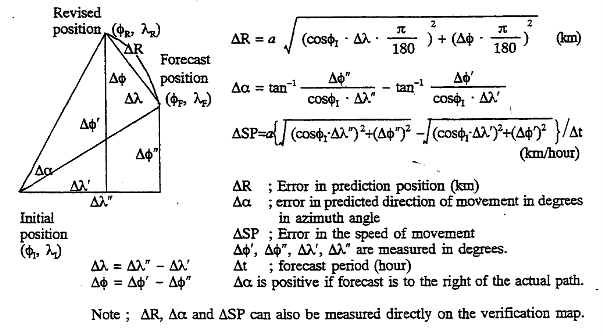 Revised
position (ϕR, λR)
ΔR
Forecast
position
(ϕF, λF)
Δϕ
Δλ
Δϕ′
Δϕ″
Δα
Δλ′
Δλ″
Initial
position
(ϕI, λI)
Δλ = Δλ″ − Δλ′
Δϕ = Δϕ′ − Δϕ″
ΔR = a √( (cosϕI · Δλ · π/180 )² + (Δϕ · π/180 )² ) (km)
Δα = tan⁻¹ Δϕ″/(cosϕI · Δλ″) − tan⁻¹ Δϕ′/(cosϕI · Δλ′)
ΔSP=a{√((cosϕI·Δλ″)²+(Δϕ″)²) −√((cosϕI·Δλ′)²+(Δϕ′)²) }/Δt
(km/hour)
ΔR ; Error in prediction position (km)
Δα ; error in predicted direction of movement in degrees
in azimuth angle
ΔSP ; Error in the speed of movement
Δϕ′, Δϕ″, Δλ′, Δλ″ are measured in degrees.
Δt ; forecast period (hour)
Δα is positive if forecast is to the right of the actual path.
Note ; ΔR, Δα and ΔSP can also be measured directly on the verification map.